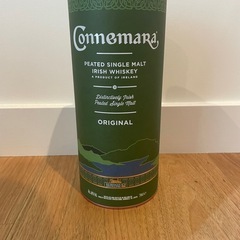 Connemara
PEATED SINGLE MALT
IRISH WHISKEY
A PRODUCT OF IRELAND
Distinctively Irish
Peated Single Malt
ORIGINAL